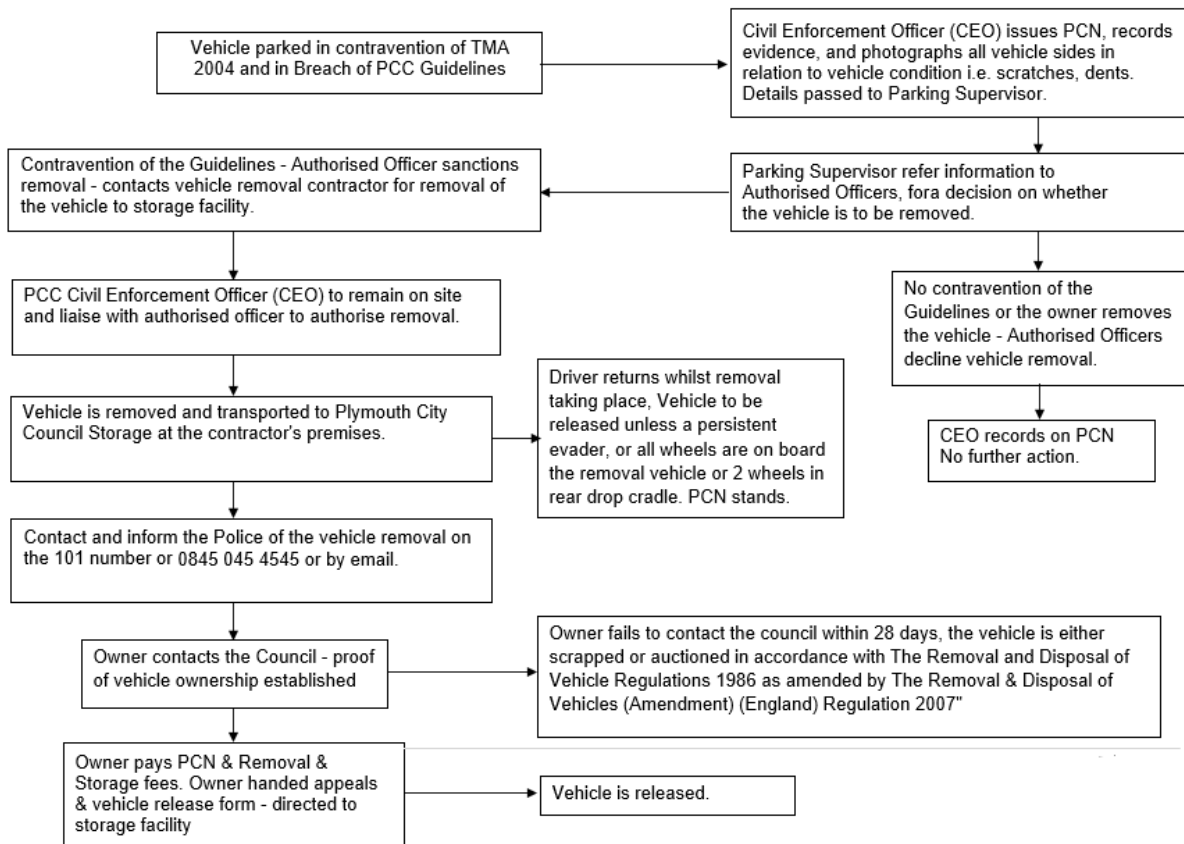 Vehicle parked in contravention of TMA
2004 and in Breach of PCC Guidelines
Civil Enforcement Officer (CEO) issues PCN, records
evidence, and photographs all vehicle sides in
relation to vehicle condition i.e. scratches, dents.
Details passed to Parking Supervisor.
Contravention of the Guidelines - Authorised Officer sanctions
removal - contacts vehicle removal contractor for removal of
the vehicle to storage facility.
Parking Supervisor refer information to
Authorised Officers, fora decision on whether
the vehicle is to be removed.
PCC Civil Enforcement Officer (CEO) to remain on site
and liaise with authorised officer to authorise removal.
No contravention of the
Guidelines or the owner removes
the vehicle - Authorised Officers
decline vehicle removal.
Vehicle is removed and transported to Plymouth City
Council Storage at the contractor's premises.
Driver returns whilst removal
taking place, Vehicle to be
released unless a persistent
evader, or all wheels are on board
the removal vehicle or 2 wheels in
rear drop cradle. PCN stands.
CEO records on PCN
No further action.
Contact and inform the Police of the vehicle removal on
the 101 number or 0845 045 4545 or by email.
Owner contacts the Council - proof
of vehicle ownership established
Owner fails to contact the council within 28 days, the vehicle is either
scrapped or auctioned in accordance with The Removal and Disposal of
Vehicle Regulations 1986 as amended by The Removal & Disposal of
Vehicles (Amendment) (England) Regulation 2007"
Owner pays PCN & Removal &
Storage fees. Owner handed appeals
& vehicle release form - directed to
storage facility
Vehicle is released.